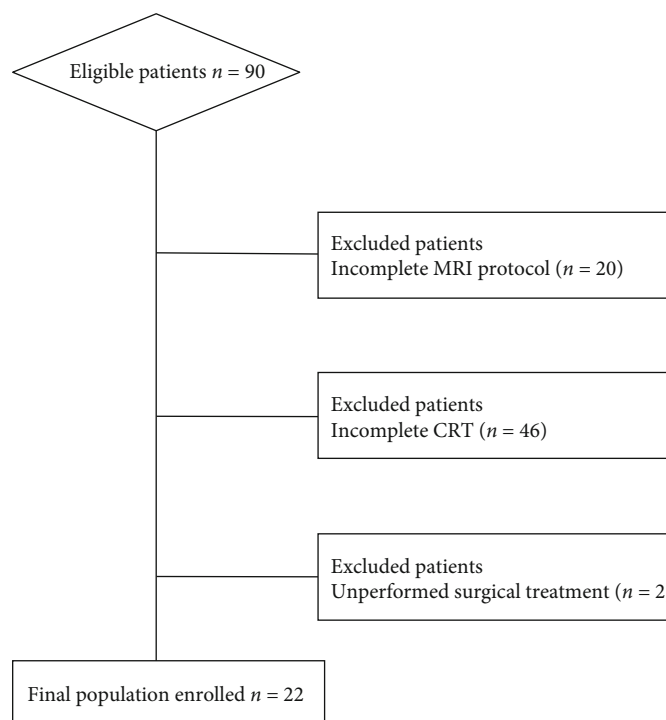 Eligible patients n = 90
Excluded patients
Incomplete MRI protocol (n = 20)
Excluded patients
Incomplete CRT (n = 46)
Excluded patients
Unperformed surgical treatment (n = 2
Final population enrolled n = 22